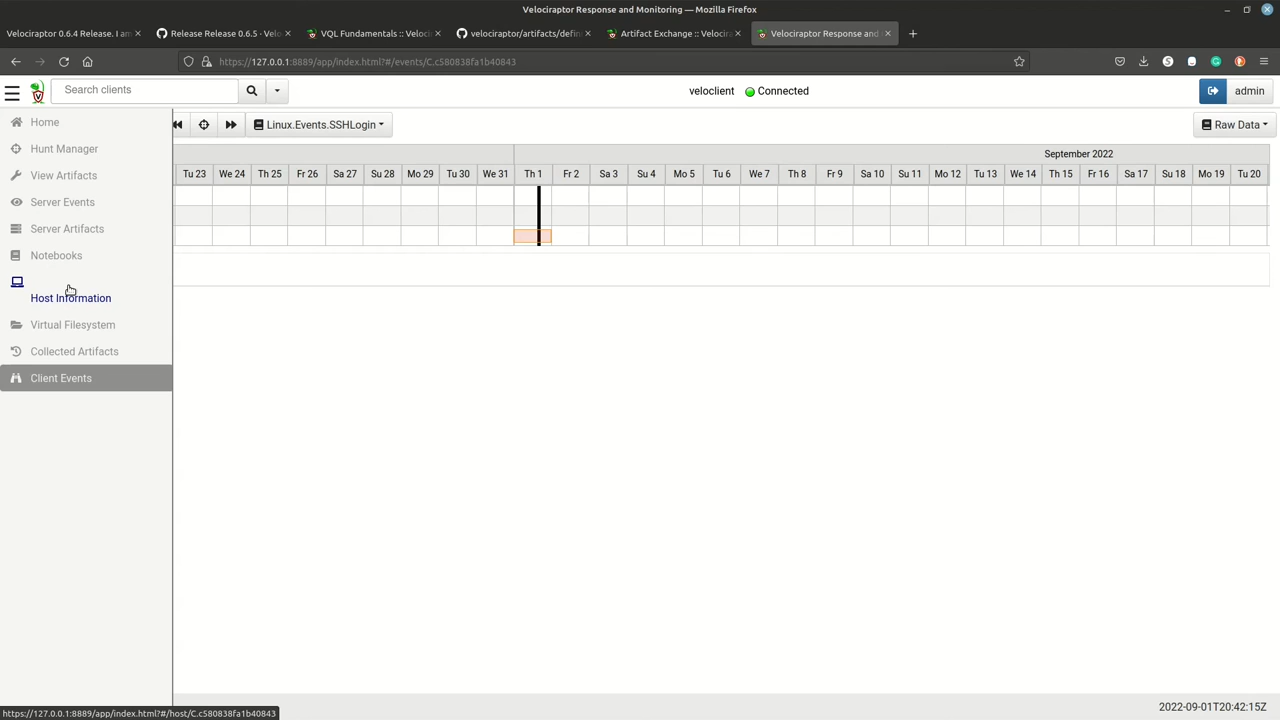 Velociraptor Response and Monitoring — Mozilla Firefox
Velociraptor 0.6.4 Release. I am
Release Release 0.6.5 · Velo
VQL Fundamentals :: Veloci
velociraptor/artifacts/defin
Artifact Exchange :: Velocira
Velociraptor Response and
https://127.0.0.1:8889/app/index.html?#/events/C.c580838fa1b40843
Search clients
veloclient
Connected
admin
Home
Hunt Manager
View Artifacts
Server Events
Server Artifacts
Notebooks
Host Information
Virtual Filesystem
Collected Artifacts
Client Events
Linux.Events.SSHLogin
Raw Data
September 2022
Tu 23 We 24 Th 25 Fr 26 Sa 27 Su 28 Mo 29 Tu 30 We 31 Th 1 Fr 2 Sa 3 Su 4 Mo 5 Tu 6 We 7 Th 8 Fr 9 Sa 10 Su 11 Mo 12 Tu 13 We 14 Th 15 Fr 16 Sa 17 Su 18 Mo 19 Tu 20
https://127.0.0.1:8889/app/index.html?#/host/C.c580838fa1b40843
2022-09-01T20:42:15Z